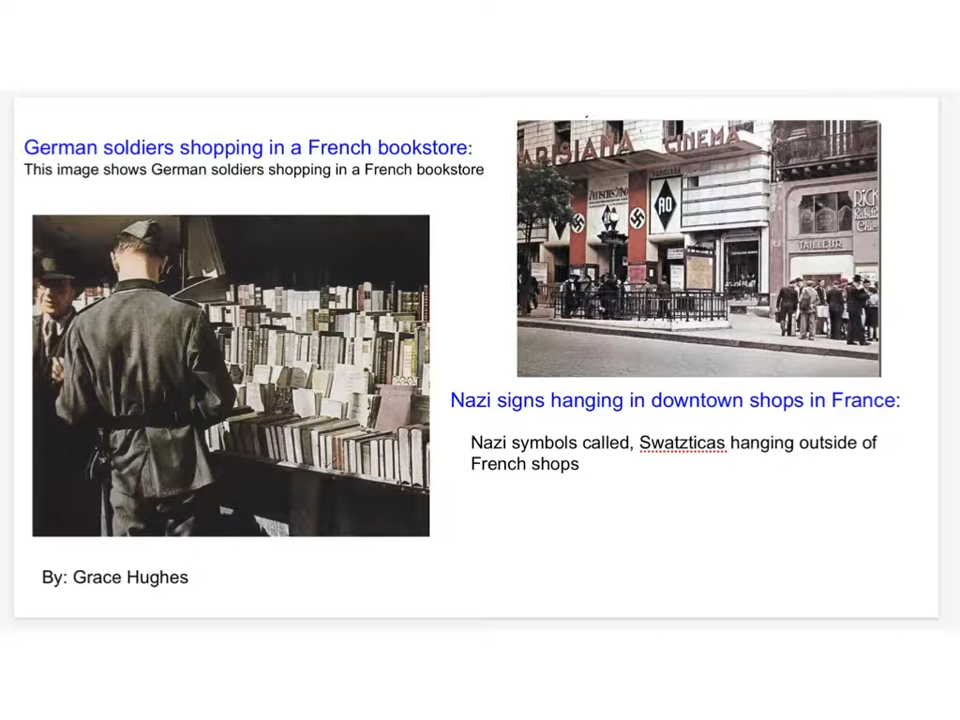 German soldiers shopping in a French bookstore:
This image shows German soldiers shopping in a French bookstore
PARISIANA CINEMA
RO
TAILLEUR
Nazi signs hanging in downtown shops in France:
Nazi symbols called, Swatzticas hanging outside of
French shops
By: Grace Hughes